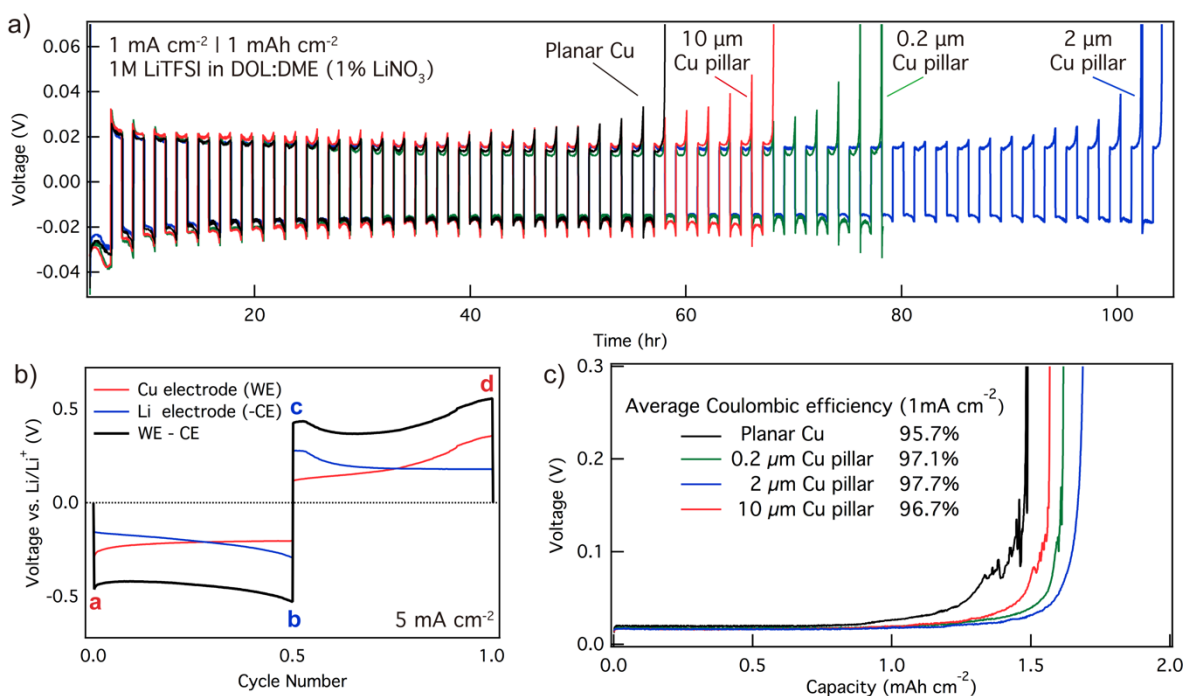 a)
1 mA cm⁻² | 1 mAh cm⁻²
1M LiTFSI in DOL:DME (1% LiNO₃)
Planar Cu
10 µm
Cu pillar
0.2 µm
Cu pillar
2 µm
Cu pillar
Voltage (V)
0.06
0.04
0.02
0.00
-0.02
-0.04
20
40
60
80
100
Time (hr)
b)
Cu electrode (WE)
Li electrode (-CE)
WE - CE
a
b
c
d
5 mA cm⁻²
Voltage vs. Li/Li⁺ (V)
0.5
0.0
-0.5
0.0
0.5
1.0
Cycle Number
c)
Average Coulombic efficiency (1mA cm⁻²)
Planar Cu 95.7%
0.2 µm Cu pillar 97.1%
2 µm Cu pillar 97.7%
10 µm Cu pillar 96.7%
Voltage (V)
0.3
0.2
0.1
0.0
0.0
1.0
1.5
2.0
Capacity (mAh cm⁻²)